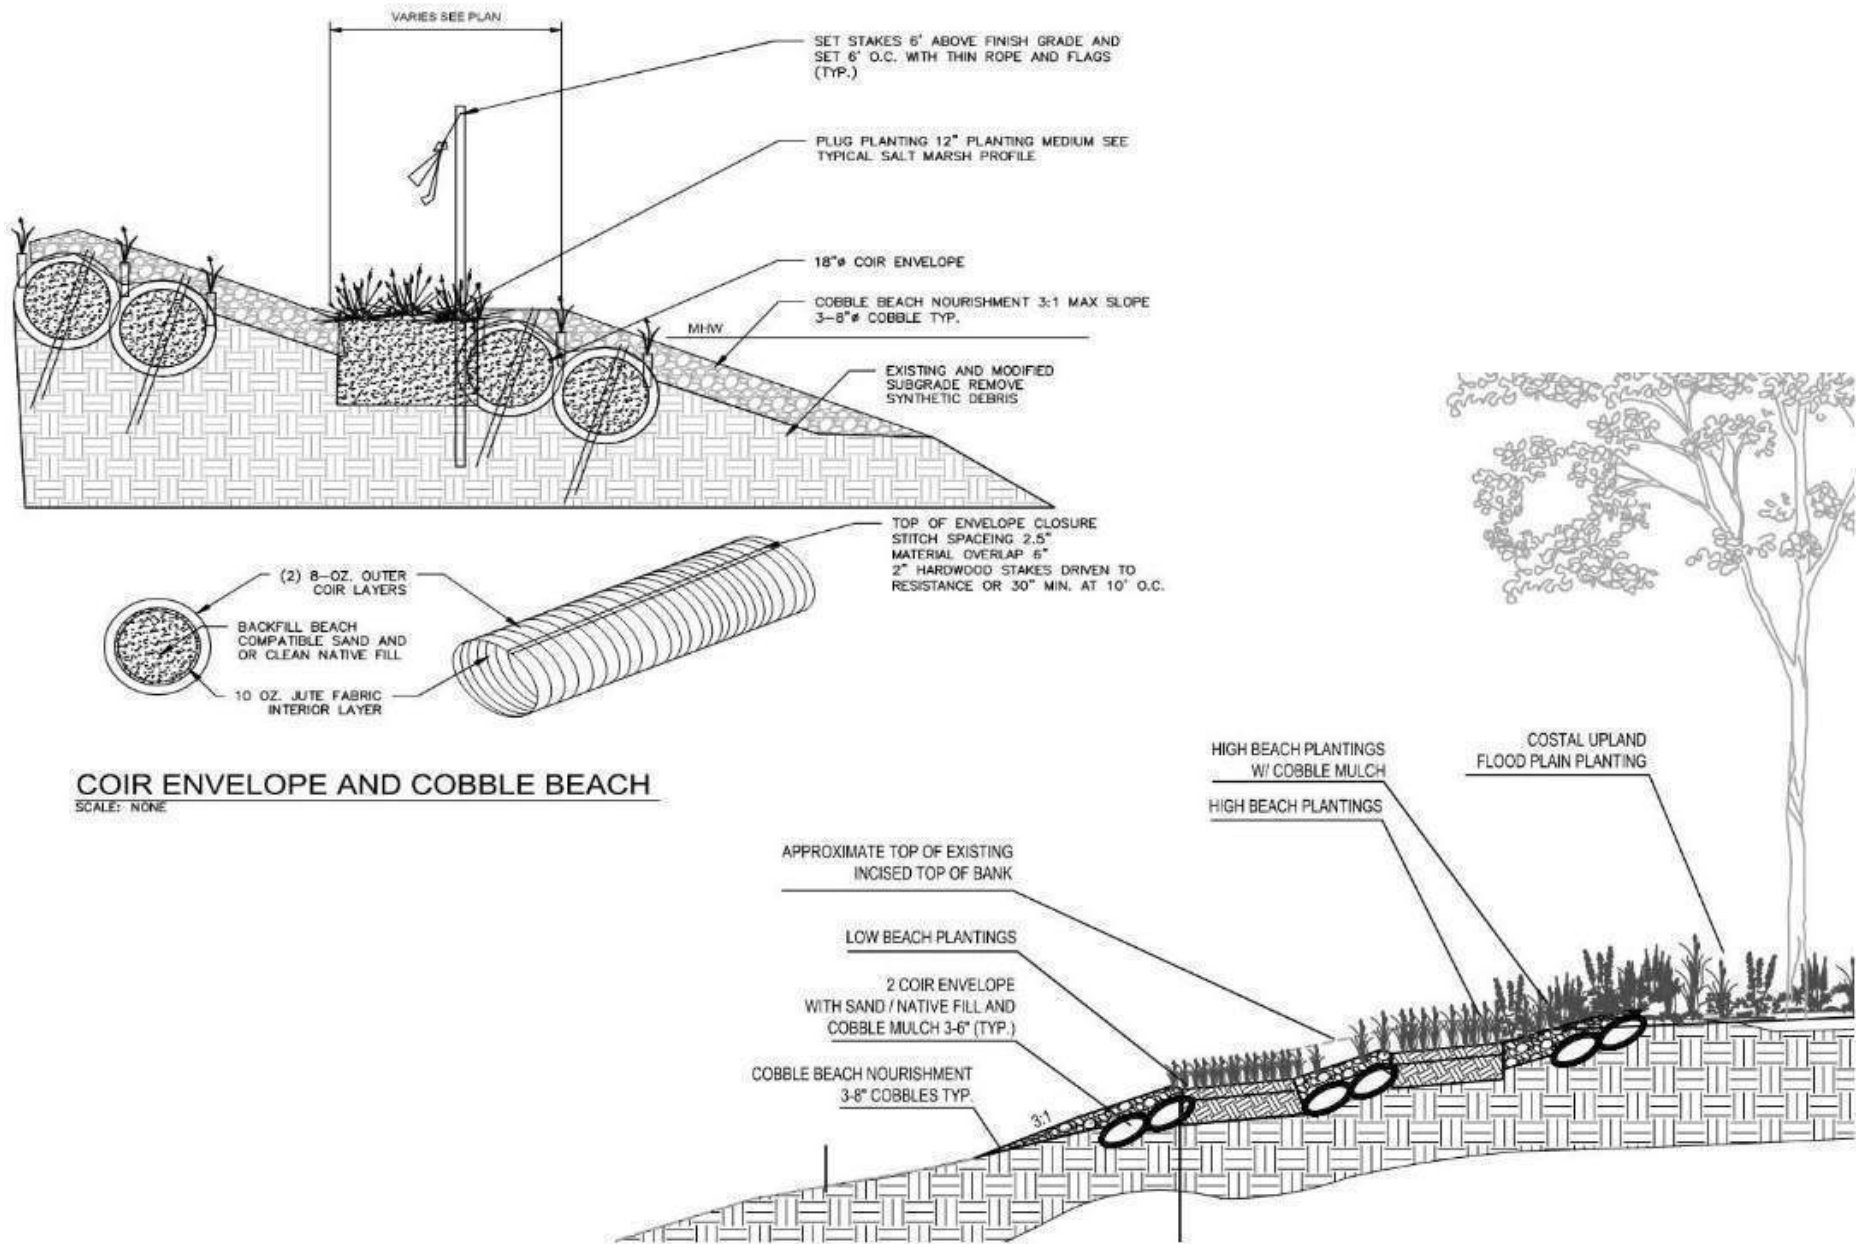 VARIES SEE PLAN
SET STAKES 6' ABOVE FINISH GRADE AND
SET 6' O.C. WITH THIN ROPE AND FLAGS
(TYP.)
PLUG PLANTING 12" PLANTING MEDIUM SEE
TYPICAL SALT MARSH PROFILE
18"ø COIR ENVELOPE
COBBLE BEACH NOURISHMENT 3:1 MAX SLOPE
3-8"ø COBBLE TYP.
MHW
EXISTING AND MODIFIED
SUBGRADE REMOVE
SYNTHETIC DEBRIS
TOP OF ENVELOPE CLOSURE
STITCH SPACEING 2.5"
MATERIAL OVERLAP 6"
2" HARDWOOD STAKES DRIVEN TO
RESISTANCE OR 30" MIN. AT 10' O.C.
(2) 8-OZ. OUTER
COIR LAYERS
BACKFILL BEACH
COMPATIBLE SAND AND
OR CLEAN NATIVE FILL
10 OZ. JUTE FABRIC
INTERIOR LAYER
COIR ENVELOPE AND COBBLE BEACH
SCALE: NONE
HIGH BEACH PLANTINGS
W/ COBBLE MULCH
HIGH BEACH PLANTINGS
COSTAL UPLAND
FLOOD PLAIN PLANTING
APPROXIMATE TOP OF EXISTING
INCISED TOP OF BANK
LOW BEACH PLANTINGS
2 COIR ENVELOPE
WITH SAND / NATIVE FILL AND
COBBLE MULCH 3-6" (TYP.)
COBBLE BEACH NOURISHMENT
3-8" COBBLES TYP.
3:1